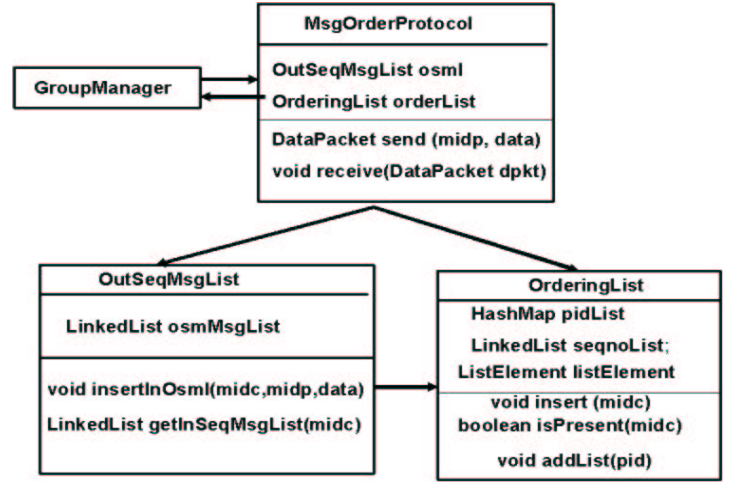 MsgOrderProtocol
OutSeqMsgList osml
OrderingList orderList
DataPacket send (midp, data)
void receive(DataPacket dpkt)
GroupManager
OutSeqMsgList
LinkedList osmMsgList
void insertInOsml(midc,midp,data)
LinkedList getInSeqMsgList(midc)
OrderingList
HashMap pidList
LinkedList seqnoList;
ListElement listElement
void insert (midc)
boolean isPresent(midc)
void addList(pid)